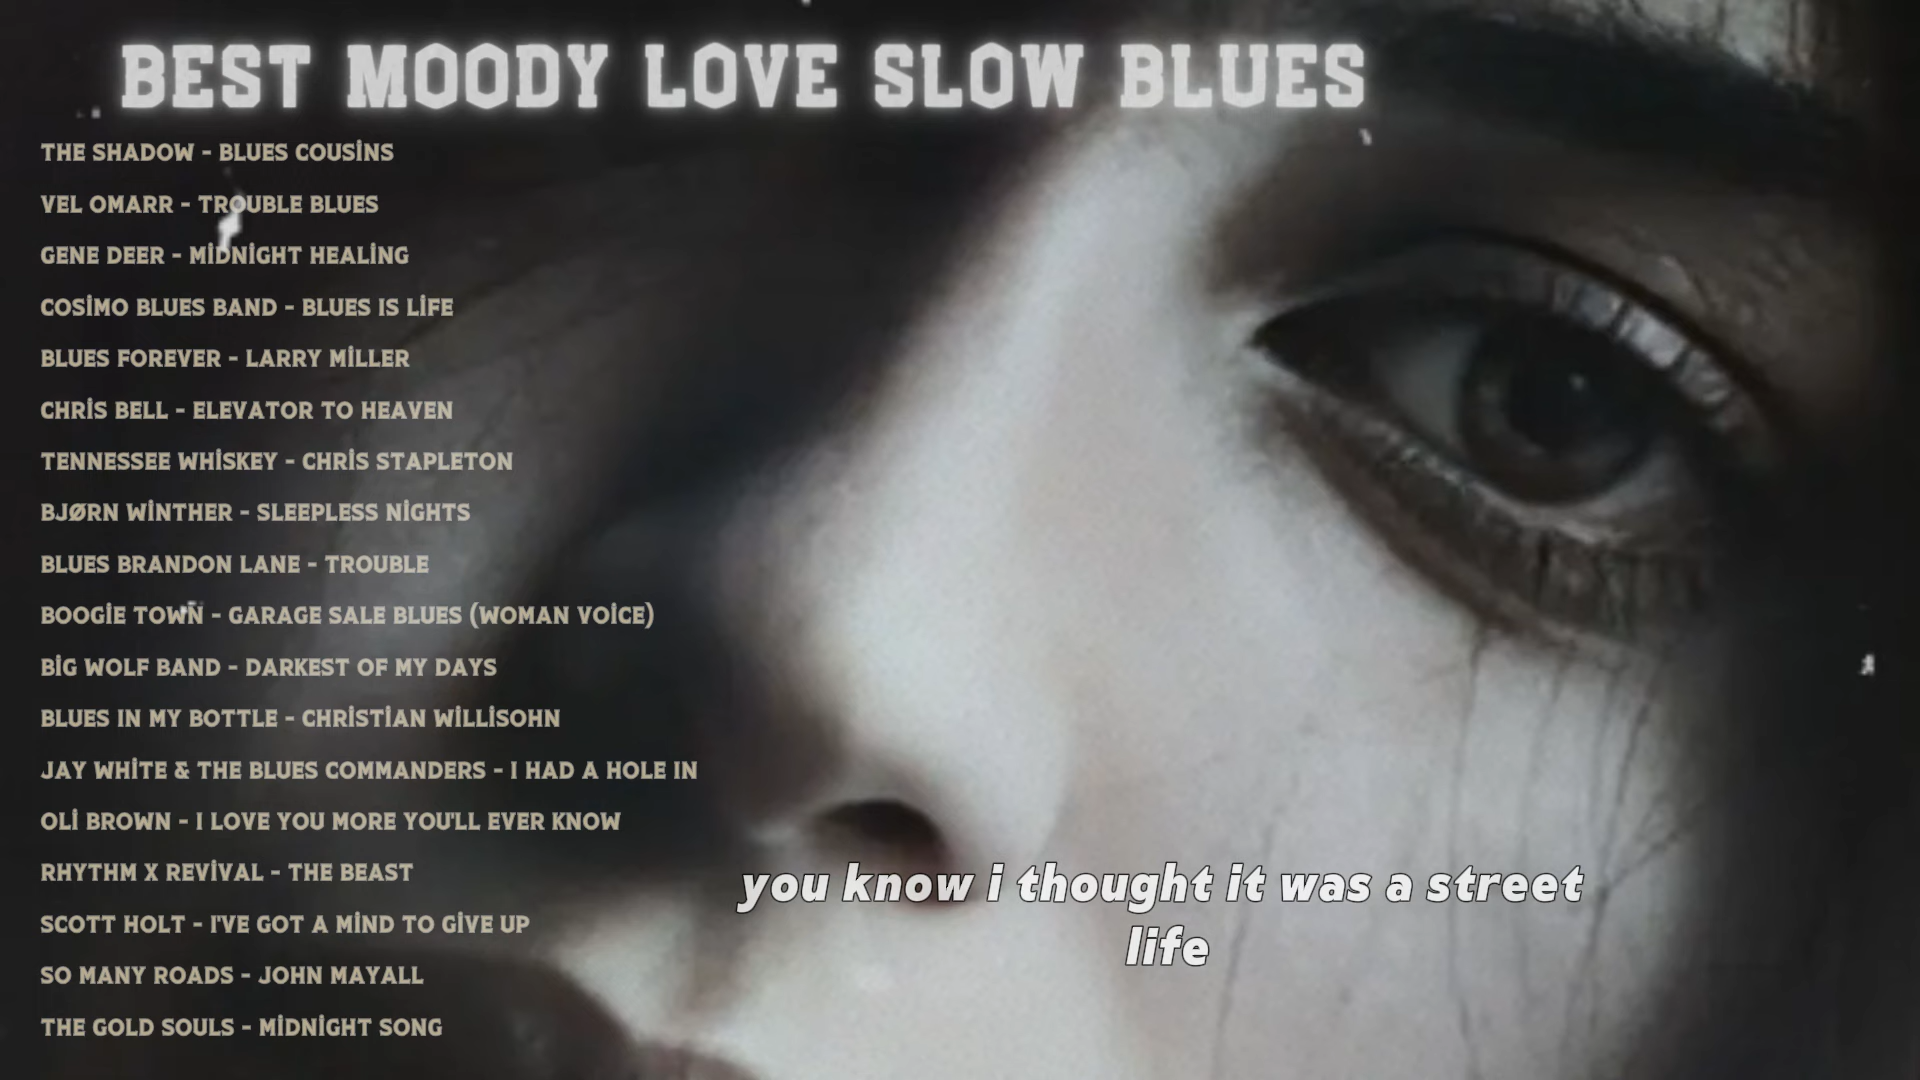 BEST MOODY LOVE SLOW BLUES
THE SHADOW - BLUES COUSINS
VEL OMARR - TROUBLE BLUES
GENE DEER - MIDNIGHT HEALING
COSIMO BLUES BAND - BLUES IS LIFE
BLUES FOREVER - LARRY MILLER
CHRIS BELL - ELEVATOR TO HEAVEN
TENNESSEE WHISKEY - CHRIS STAPLETON
BJØRN WINTHER - SLEEPLESS NIGHTS
BLUES BRANDON LANE - TROUBLE
BOOGIE TOWN - GARAGE SALE BLUES (WOMAN VOICE)
BIG WOLF BAND - DARKEST OF MY DAYS
BLUES IN MY BOTTLE - CHRISTIAN WILLISOHN
JAY WHITE & THE BLUES COMMANDERS - I HAD A HOLE IN
OLI BROWN - I LOVE YOU MORE YOU'LL EVER KNOW
RHYTHM X REVIVAL - THE BEAST
SCOTT HOLT - I'VE GOT A MIND TO GIVE UP
SO MANY ROADS - JOHN MAYALL
THE GOLD SOULS - MIDNIGHT SONG
you know i thought it was a street
life